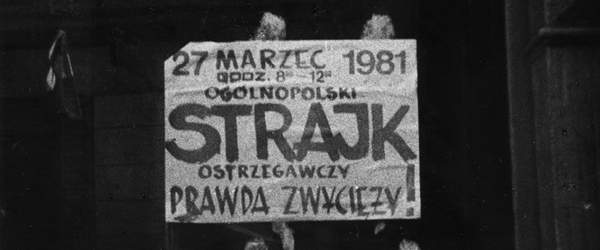 27 MARZEC 1981
GODZ. 8⁰⁰ - 12⁰⁰
OGÓLNOPOLSKI
STRAJK
OSTRZEGAWCZY
PRAWDA ZWYCIĘŻY!